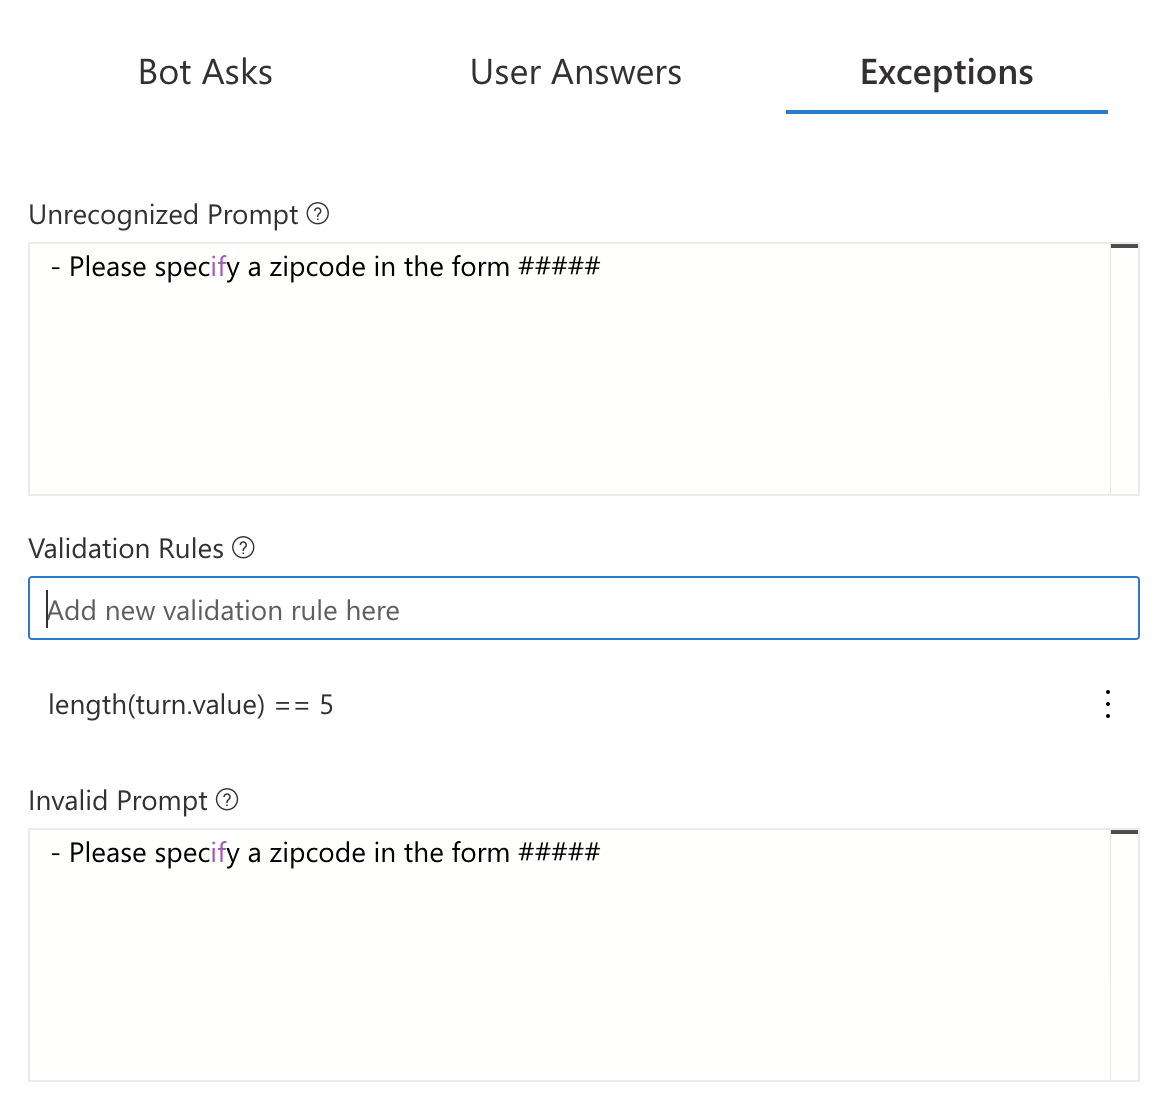 Bot Asks User Answers Exceptions
Unrecognized Prompt ?
- Please specify a zipcode in the form #####
Validation Rules ?
Add new validation rule here
length(turn.value) == 5
Invalid Prompt ?
- Please specify a zipcode in the form #####